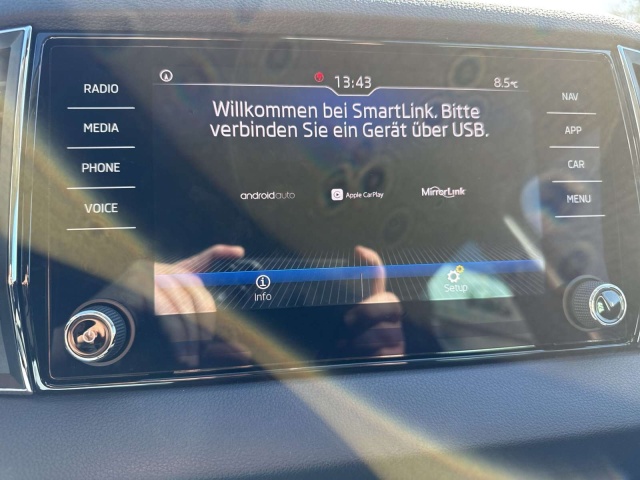 RADIO
MEDIA
PHONE
VOICE
13:43
8.5°C
Willkommen bei SmartLink. Bitte
verbinden Sie ein Gerät über USB.
androidauto
Apple CarPlay
MirrorLink
Info
Setup
NAV
APP
CAR
MENU